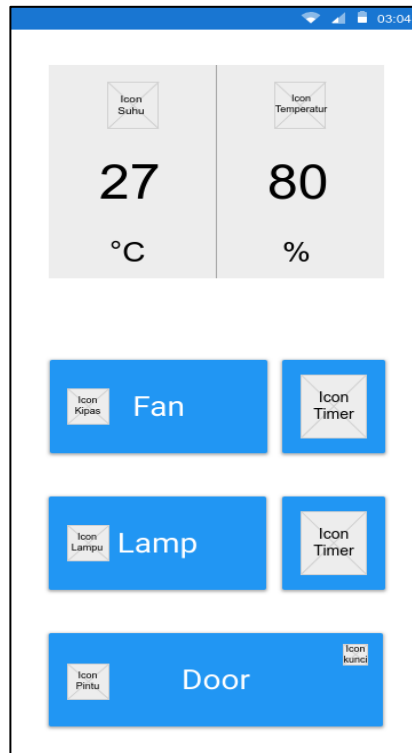 03:04
Icon
Suhu
Icon
Temperatur
27
80
°C
%
Icon
Kipas
Fan
Icon
Timer
Icon
Lampu
Lamp
Icon
Timer
Icon
kunci
Icon
Pintu
Door